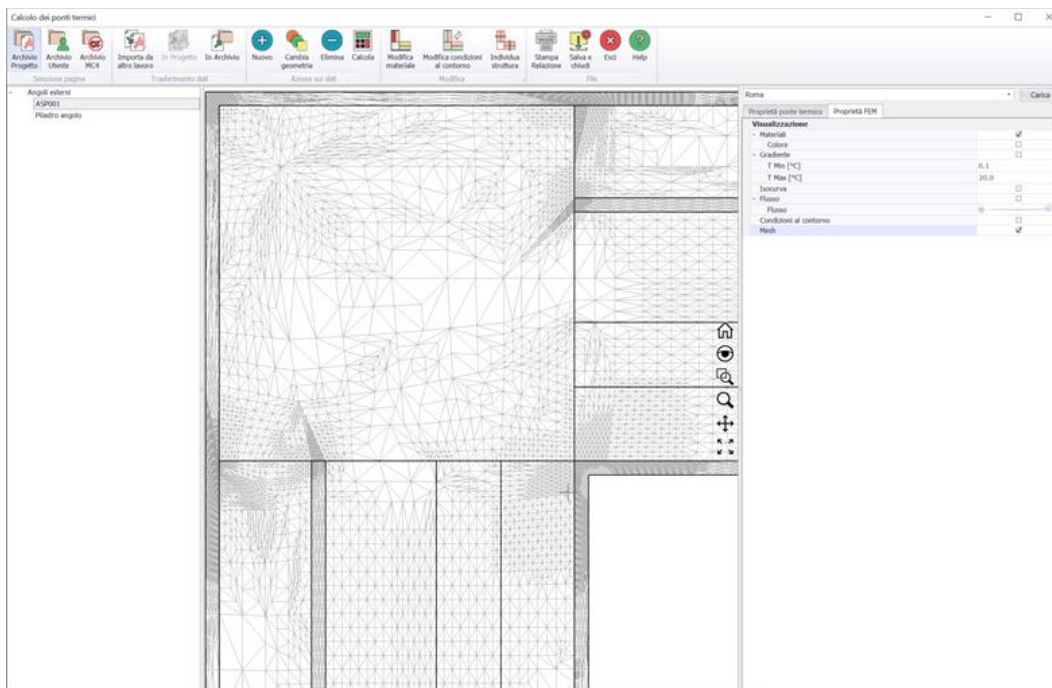 Calcolo dei ponti termici
Archivio Progetto
Archivio Utente
Archivio MC4
Importa da altro lavoro
In Progetto
In Archivio
Nuovo
Cambia geometria
Elimina
Calcola
Modifica materiale
Modifica condizioni al contorno
Individua struttura
Stampa Relazione
Salva e chiudi
Esci
Help
Selezione pagina
Trasferimento dati
Azione sui dati
Modifica
File
Angoli esterni
ASP001
Pilastro angolo
Roma
Carica
Proprietà ponte termico
Proprietà FEM
Visualizzazione
Materiali
Colore
Gradiente
T Min [°C] 0.1
T Max [°C] 20.0
Isocurva
Flusso
Flusso
Condizioni al contorno
Mesh